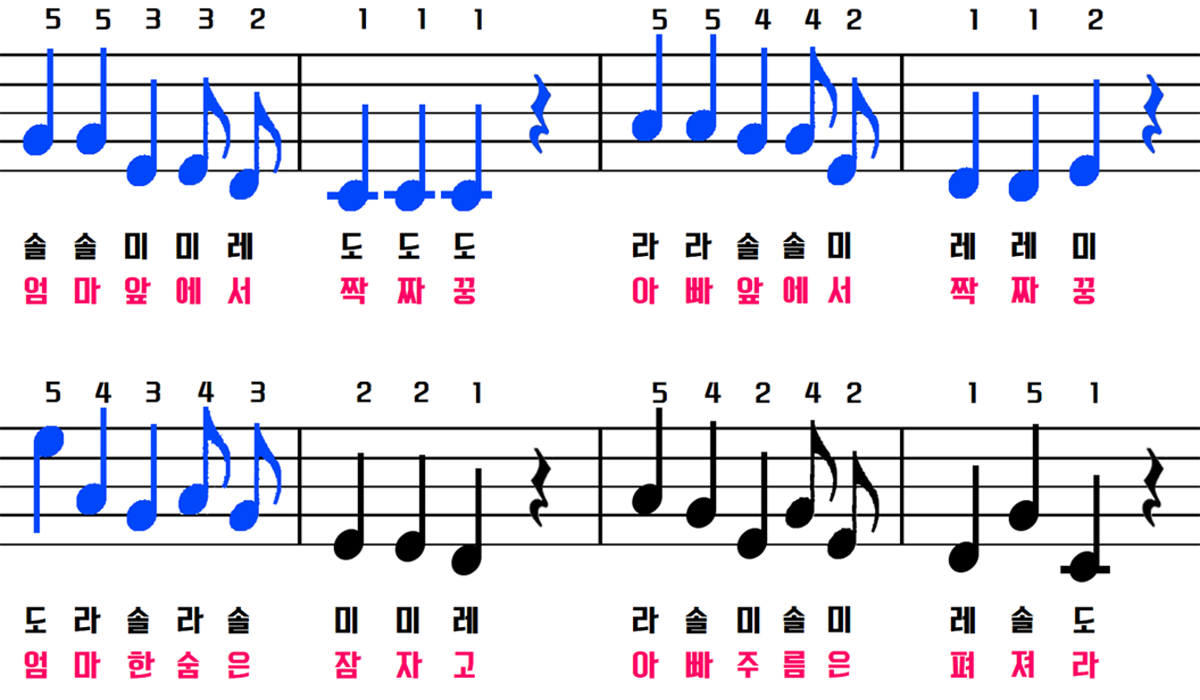 5 5 3 3 2 1 1 1 5 5 4 4 2 1 1 2
솔 솔 미 미 레 도 도 도 라 라 솔 솔 미 레 레 미
엄 마 앞 에 서 짝 짜 꿍 아 빠 앞 에 서 짝 짜 꿍
5 4 3 4 3 2 2 1 5 4 2 4 2 1 5 1
도 라 솔 라 솔 미 미 레 라 솔 미 솔 미 레 솔 도
엄 마 한 숨 은 잠 자 고 아 빠 주 름 은 펴 져 라